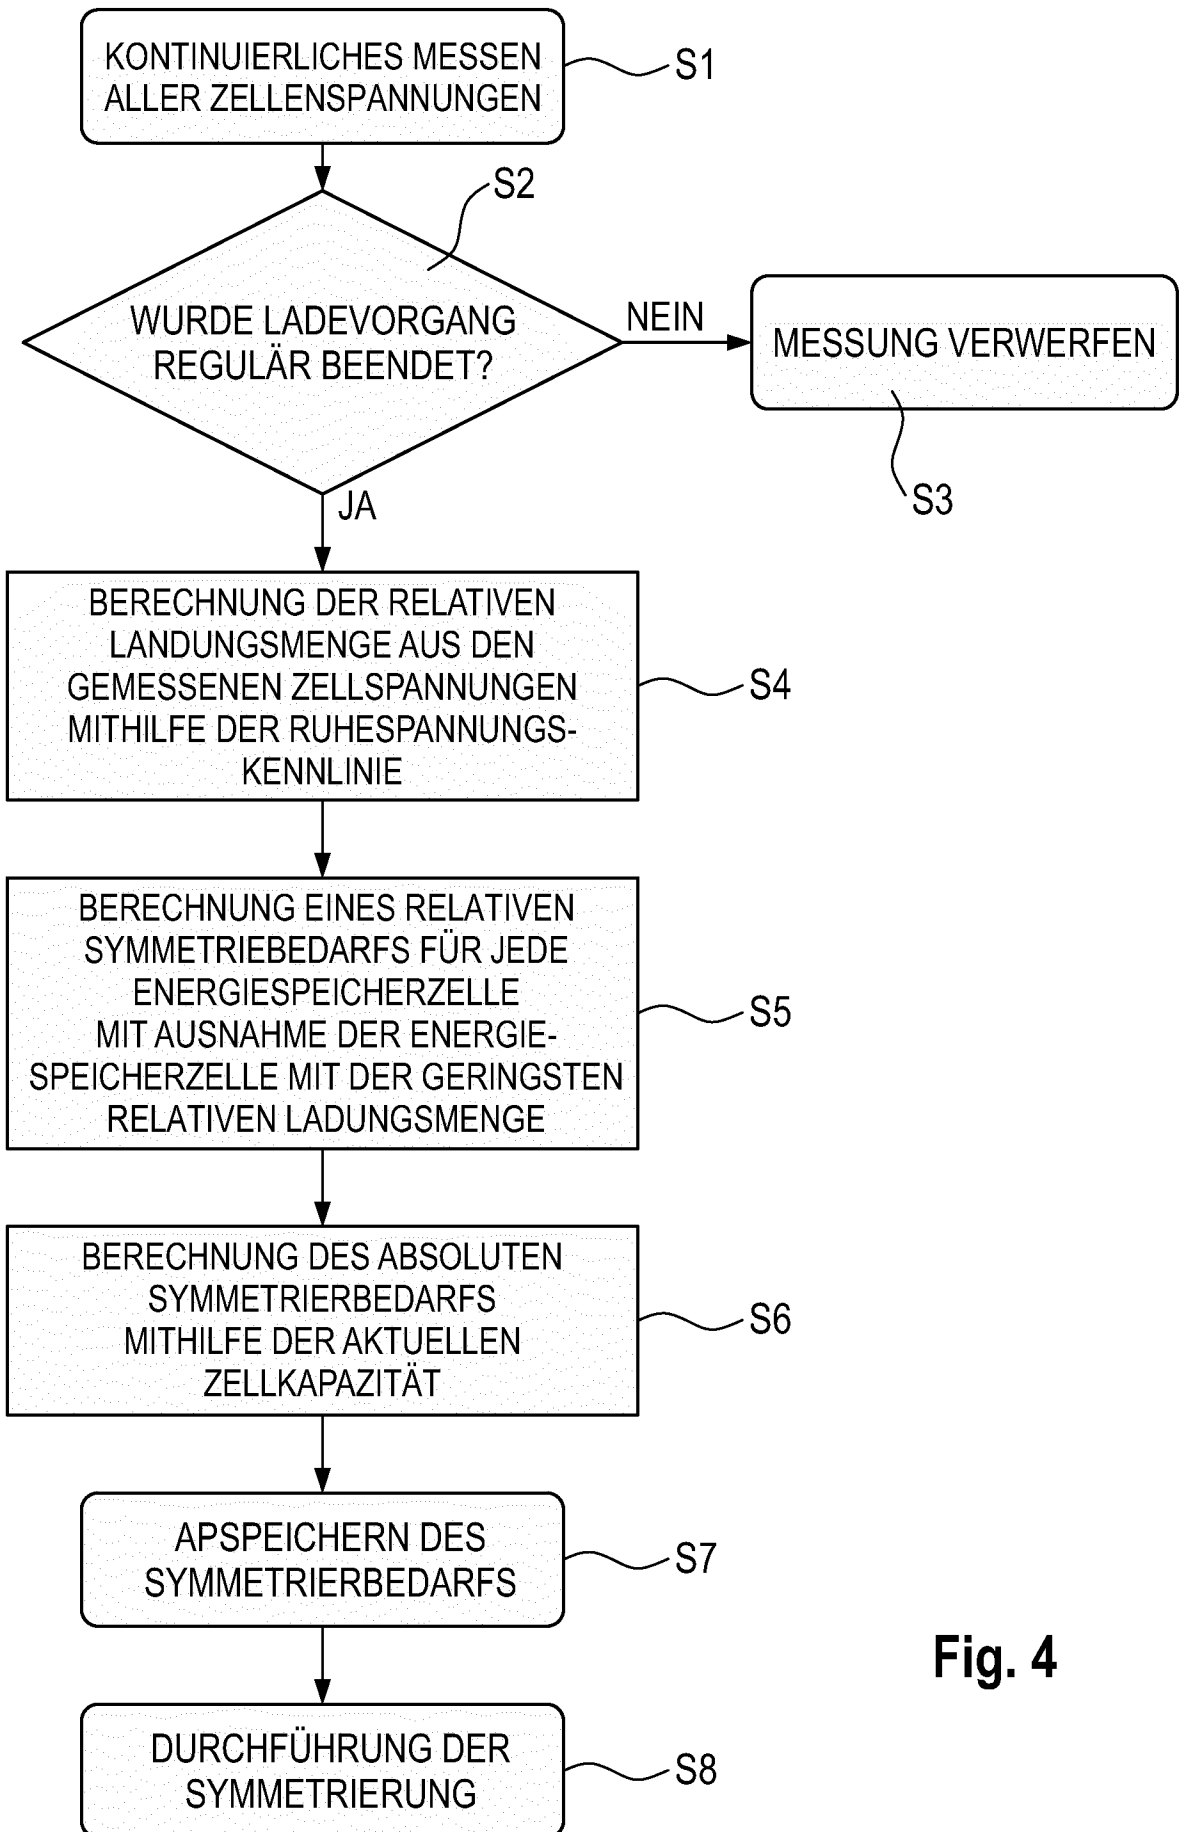 KONTINUIERLICHES MESSEN
ALLER ZELLENSPANNUNGEN
S1
S2
WURDE LADEVORGANG
REGULÄR BEENDET?
NEIN
MESSUNG VERWERFEN
S3
JA
BERECHNUNG DER RELATIVEN
LANDUNGSMENGE AUS DEN
GEMESSENEN ZELLSPANNUNGEN
MITHILFE DER RUHESPANNUNGS-
KENNLINIE
S4
BERECHNUNG EINES RELATIVEN
SYMMETRIEBEDARFS FÜR JEDE
ENERGIESPEICHERZELLE
MIT AUSNAHME DER ENERGIE-
SPEICHERZELLE MIT DER GERINGSTEN
RELATIVEN LADUNGSMENGE
S5
BERECHNUNG DES ABSOLUTEN
SYMMETRIERBEDARFS
MITHILFE DER AKTUELLEN
ZELLKAPAZITÄT
S6
APSPEICHERN DES
SYMMETRIERBEDARFS
S7
DURCHFÜHRUNG DER
SYMMETRIERUNG
S8
Fig. 4